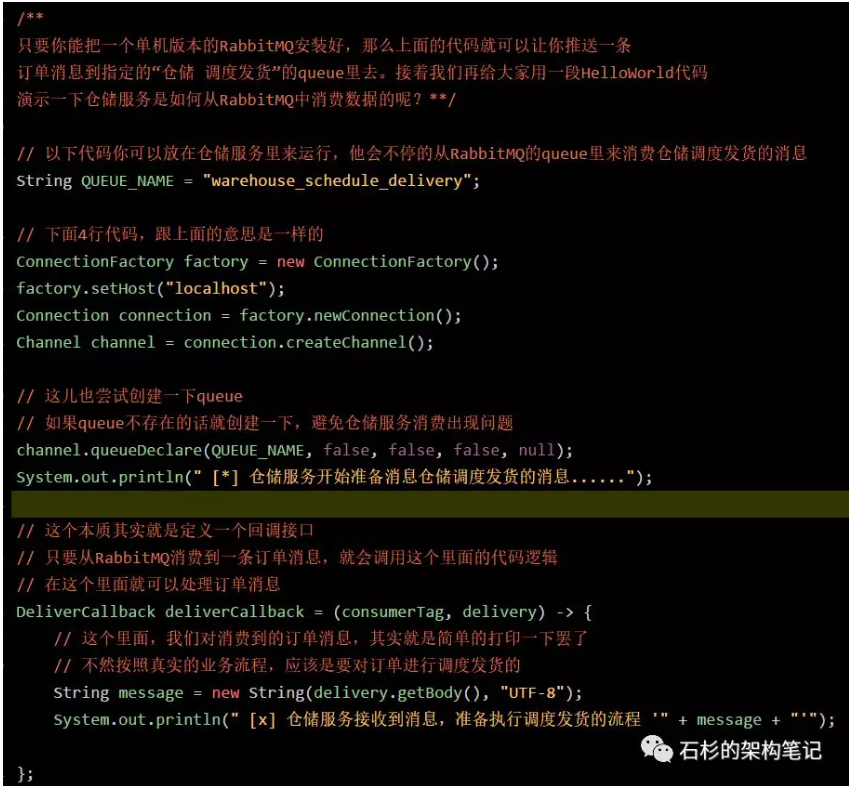 /**
只要你能把一个单机版本的RabbitMQ安装好，那么上面的代码就可以让你推送一条
订单消息到指定的“仓储 调度发货”的queue里去。接着我们再给大家用一段HelloWorld代码
演示一下仓储服务是如何从RabbitMQ中消费数据的呢？**/
// 以下代码你可以放在仓储服务里来运行，他会不停的从RabbitMQ的queue里来消费仓储调度发货的消息
String QUEUE_NAME = "warehouse_schedule_delivery";
// 下面4行代码，跟上面的意思是一样的
ConnectionFactory factory = new ConnectionFactory();
factory.setHost("localhost");
Connection connection = factory.newConnection();
Channel channel = connection.createChannel();
// 这儿也尝试创建一下queue
// 如果queue不存在的话就创建一下，避免仓储服务消费出现问题
channel.queueDeclare(QUEUE_NAME, false, false, false, null);
System.out.println(" [*] 仓储服务开始准备消息仓储调度发货的消息......");
// 这个本质其实就是定义一个回调接口
// 只要从RabbitMQ消费到一条订单消息，就会调用这个里面的代码逻辑
// 在这个里面就可以处理订单消息
DeliverCallback deliverCallback = (consumerTag, delivery) -> {
// 这个里面，我们对消费到的订单消息，其实就是简单的打印一下罢了
// 不然按照真实的业务流程，应该是要对订单进行调度发货的
String message = new String(delivery.getBody(), "UTF-8");
System.out.println(" [x] 仓储服务接收到消息，准备执行调度发货的流程 '" + message + "'");
石杉的架构笔记
};